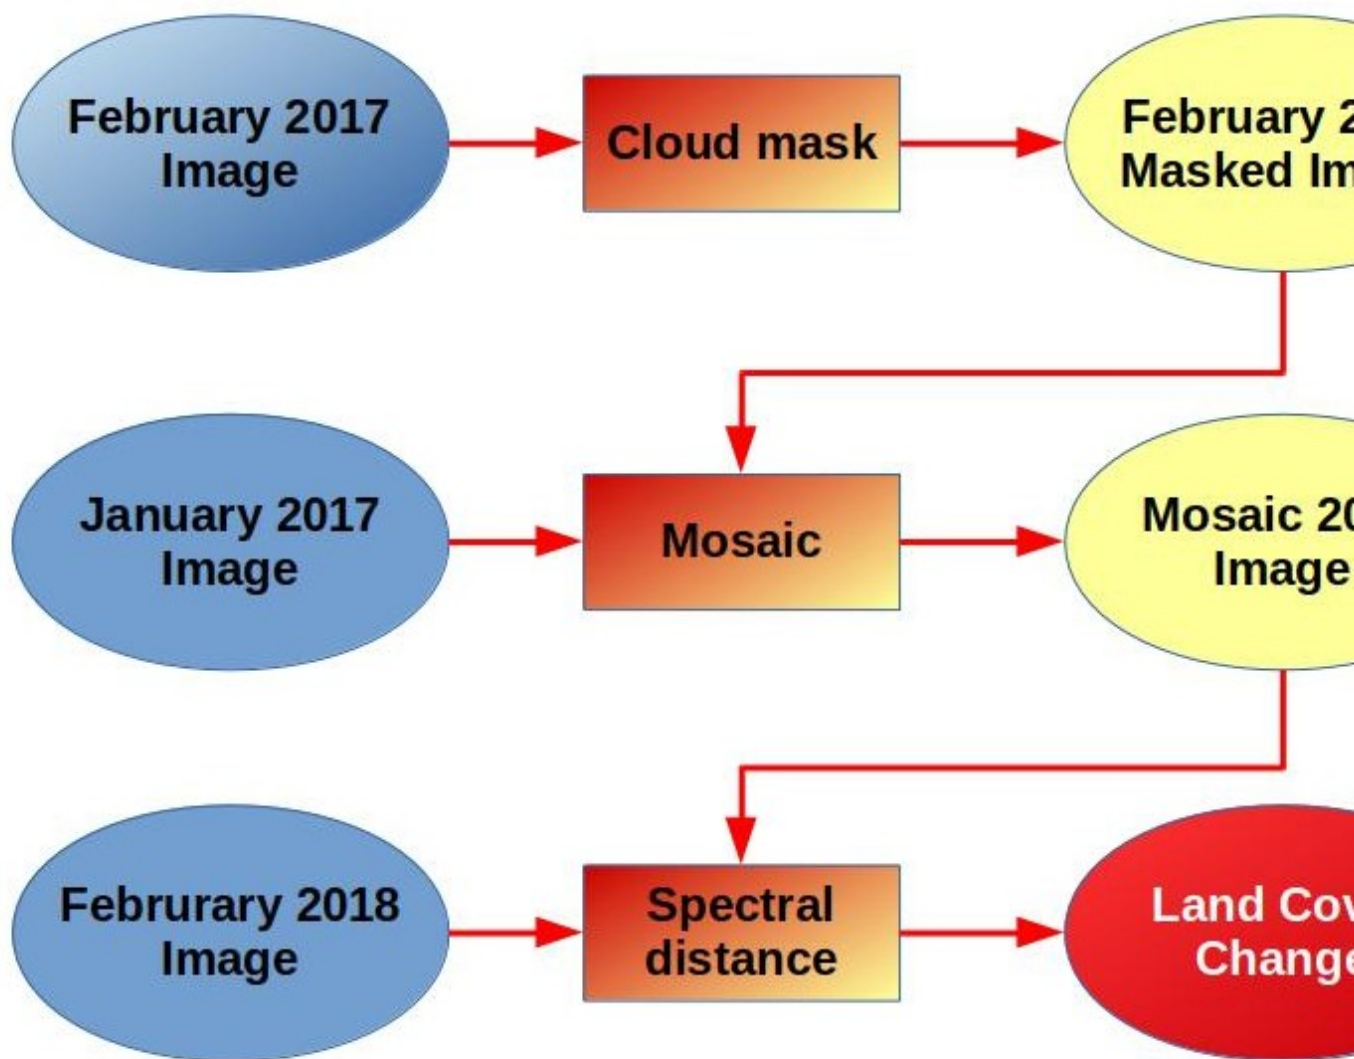 February 2017
Image
Cloud mask
February 2
Masked Im
January 2017
Image
Mosaic
Mosaic 20
Image
Februrary 2018
Image
Spectral
distance
Land Cov
Change